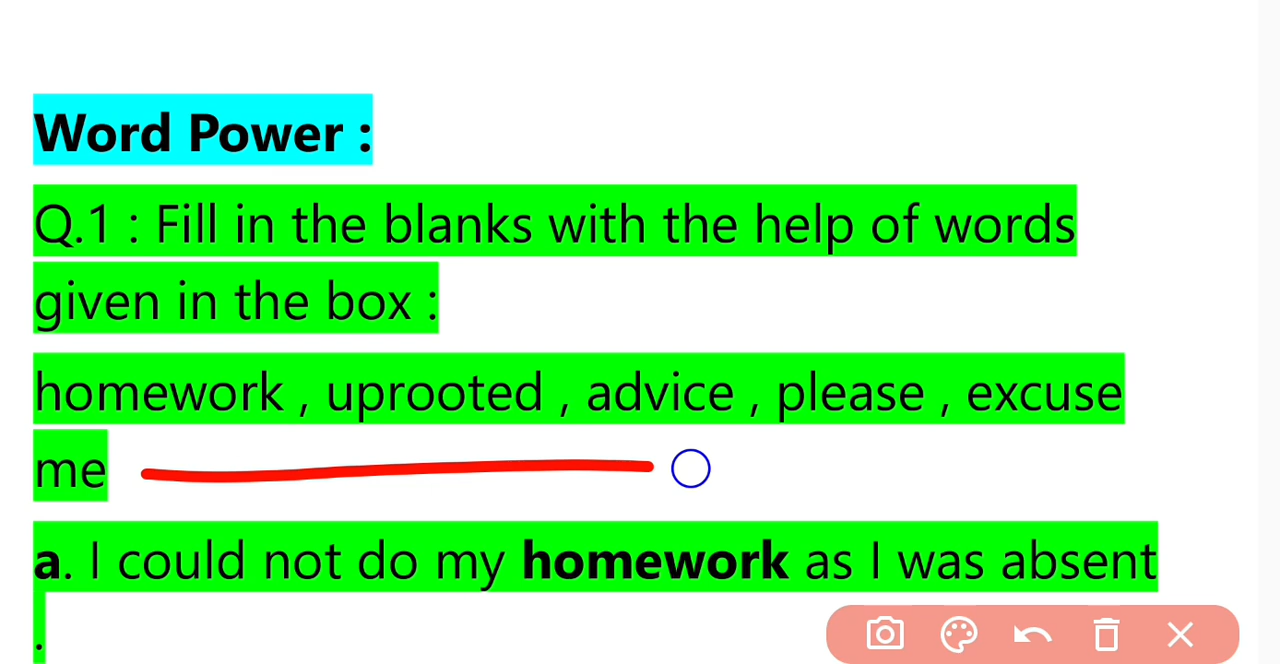 Word Power :
Q.1 : Fill in the blanks with the help of words
given in the box :
homework , uprooted , advice , please , excuse
me
a. I could not do my homework as I was absent
.